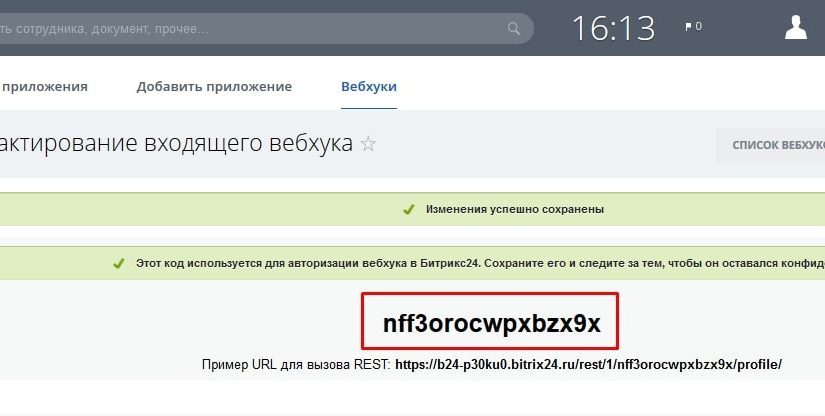 ть сотрудника, документ, прочее...
16:13
0
приложения Добавить приложение Вебхуки
актирование входящего вебхука
СПИСОК ВЕБХУКО
Изменения успешно сохранены
Этот код используется для авторизации вебхука в Битрикс24. Сохраните его и следите за тем, чтобы он оставался конфид
nff3orocwpxbzx9x
Пример URL для вызова REST: https://b24-p30ku0.bitrix24.ru/rest/1/nff3orocwpxbzx9x/profile/